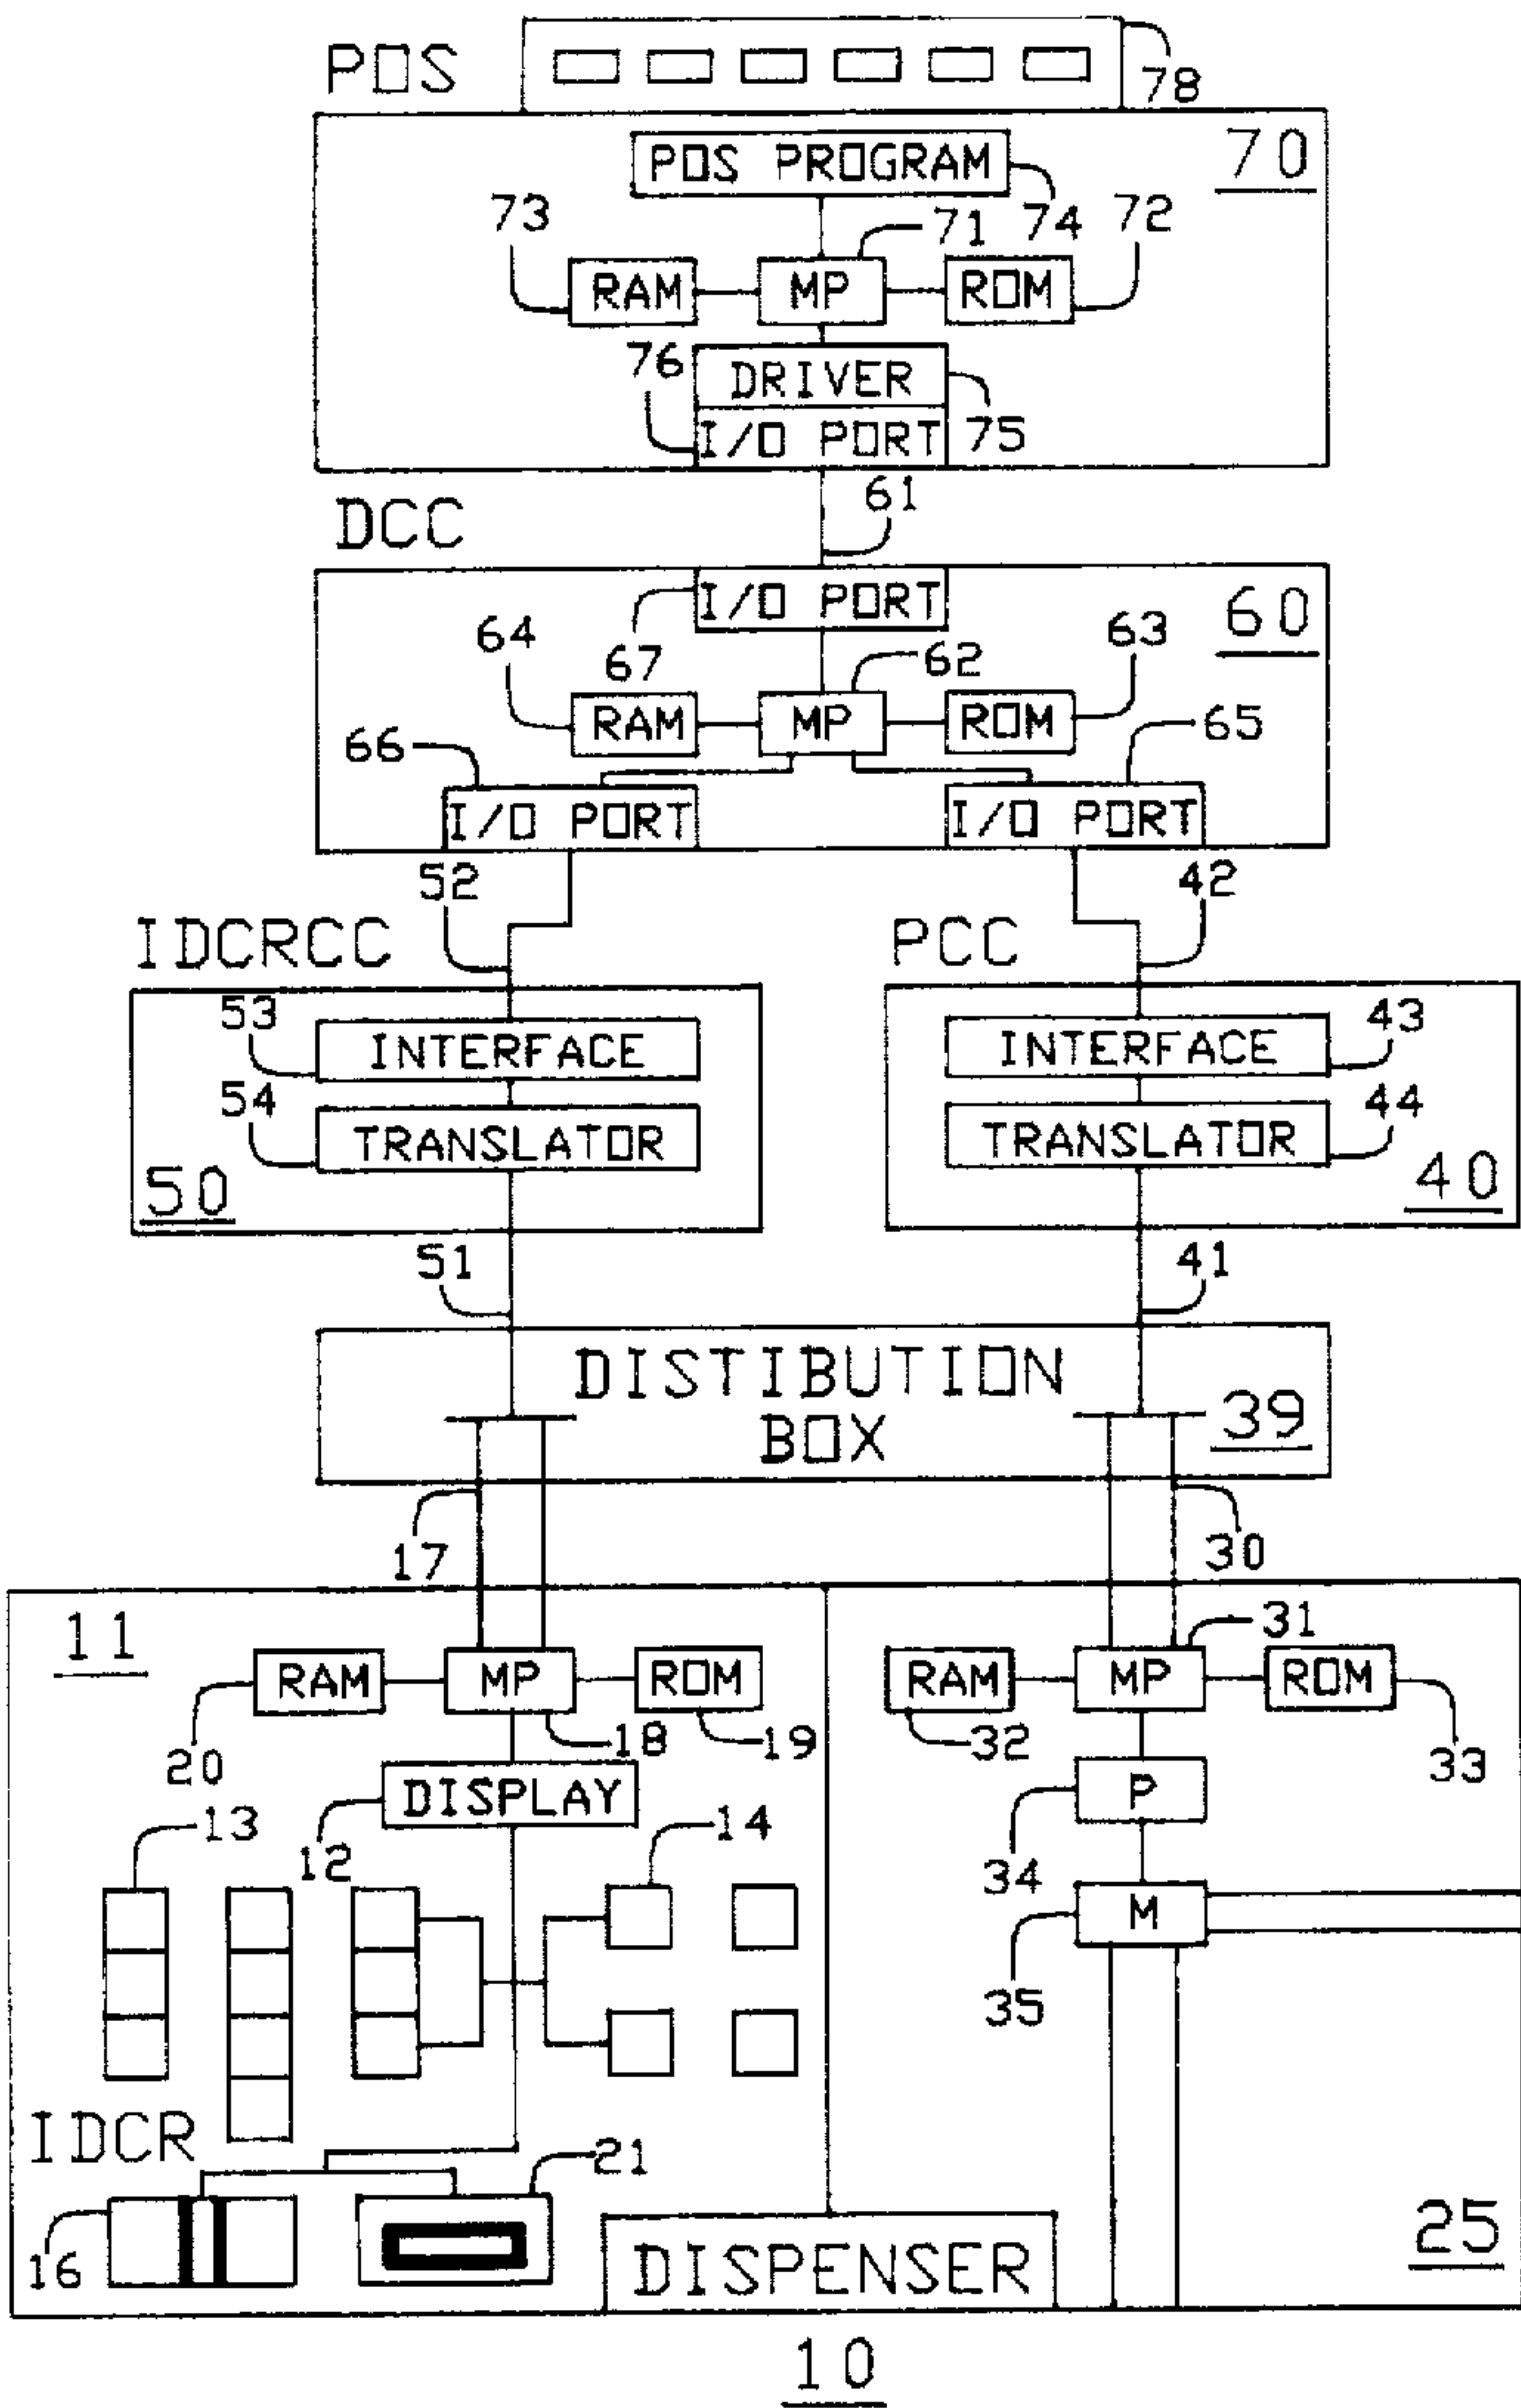 POS
78
70
POS PROGRAM
73
71
74
72
RAM
MP
ROM
76
DRIVER
I/O PORT
75
61
DCC
I/O PORT
60
64
67
62
63
RAM
MP
ROM
66
65
I/O PORT
I/O PORT
52
42
IDCRCC
PCC
53
INTERFACE
INTERFACE
43
54
TRANSLATOR
TRANSLATOR
44
50
40
51
41
DISTIBUTION
BOX
39
17
30
11
31
RAM
MP
ROM
RAM
MP
ROM
20
18
19
32
33
DISPLAY
P
13
12
14
34
M
35
IDCR
21
16
25
DISPENSER
10